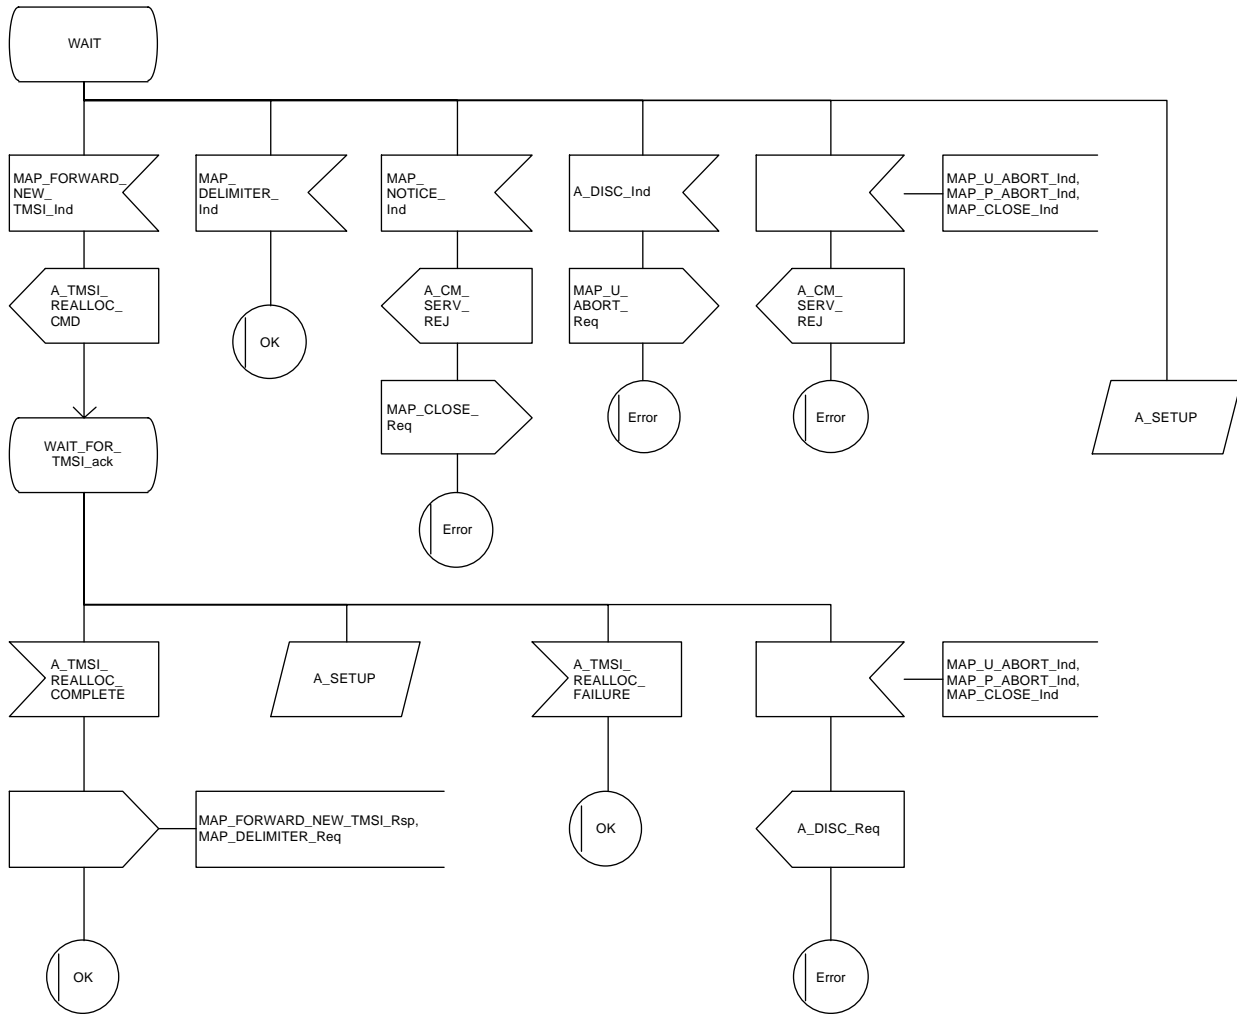 WAIT
MAP_FORWARD_
NEW_
TMSI_Ind
MAP_
DELIMITER_
Ind
MAP_
NOTICE_
Ind
A_DISC_Ind
MAP_U_ABORT_Ind,
MAP_P_ABORT_Ind,
MAP_CLOSE_Ind
A_TMSI_
REALLOC_
CMD
OK
A_CM_
SERV_
REJ
MAP_U_
ABORT_
Req
A_CM_
SERV_
REJ
MAP_CLOSE_
Req
Error
Error
A_SETUP
WAIT_FOR_
TMSI_ack
Error
A_TMSI_
REALLOC_
COMPLETE
A_SETUP
A_TMSI_
REALLOC_
FAILURE
MAP_U_ABORT_Ind,
MAP_P_ABORT_Ind,
MAP_CLOSE_Ind
MAP_FORWARD_NEW_TMSI_Rsp,
MAP_DELIMITER_Req
OK
A_DISC_Req
OK
Error